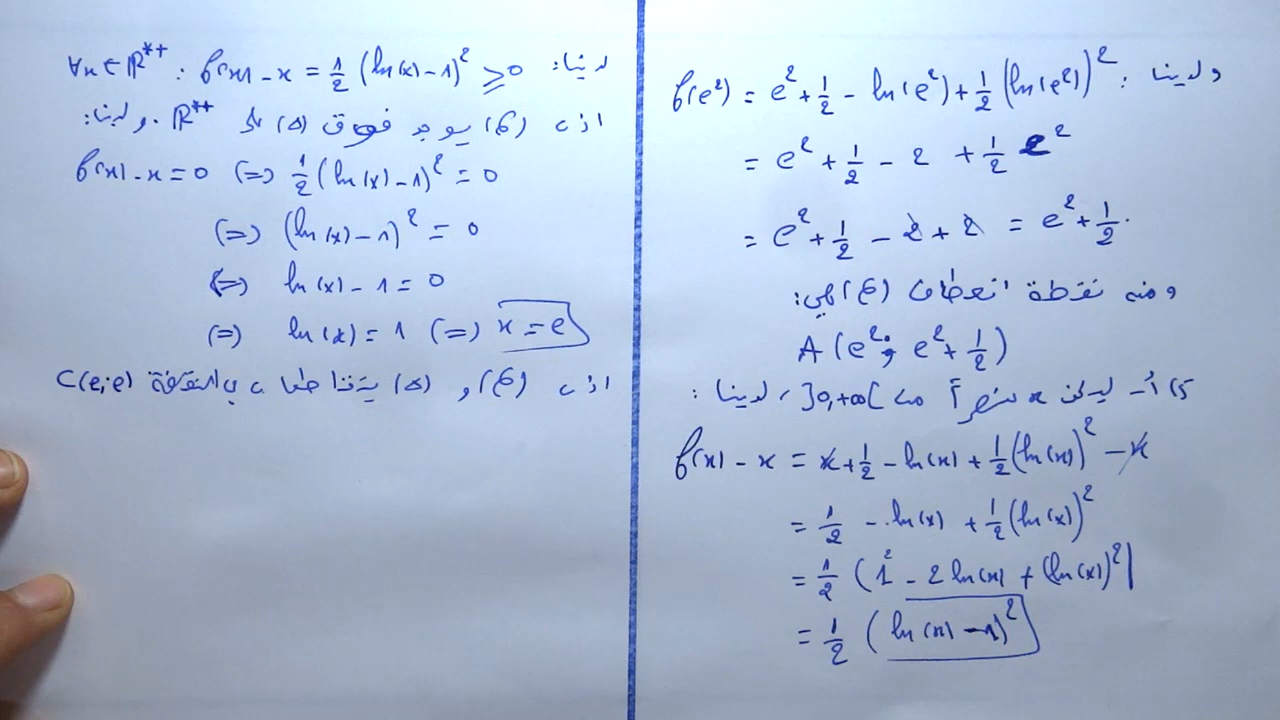 ولدينا : f(e²) = e² + 1/2 - ln(e²) + 1/2 (ln(e²))²
= e² + 1/2 - 2 + 1/2 2²
= e² + 1/2 - 2 + 2 = e² + 1/2.
ومنه نقطة انعطاف (C) هي:
A(e²; e² + 1/2)
5) أ- ليكن x عنصراً من ]0,+∞[، لدينا :
f(x) - x = x + 1/2 - ln(x) + 1/2 (ln(x))² - x
= 1/2 - ln(x) + 1/2 (ln(x))²
= 1/2 (1² - 2 ln(x) + (ln(x))²)
= 1/2 (ln(x) - 1)²
لدينا: ∀x ∈ ℝ*+ : f(x) - x = 1/2 (ln(x) - 1)² ≥ 0
اذن (C) يوجد فوق (Δ) على ℝ*+. ولدينا:
f(x) - x = 0 (=) 1/2 (ln(x) - 1)² = 0
(=) (ln(x) - 1)² = 0
(=) ln(x) - 1 = 0
(=) ln(x) = 1 (=) x = e
اذن (C) و (Δ) يتقاطعان في النقطة C(e;e)